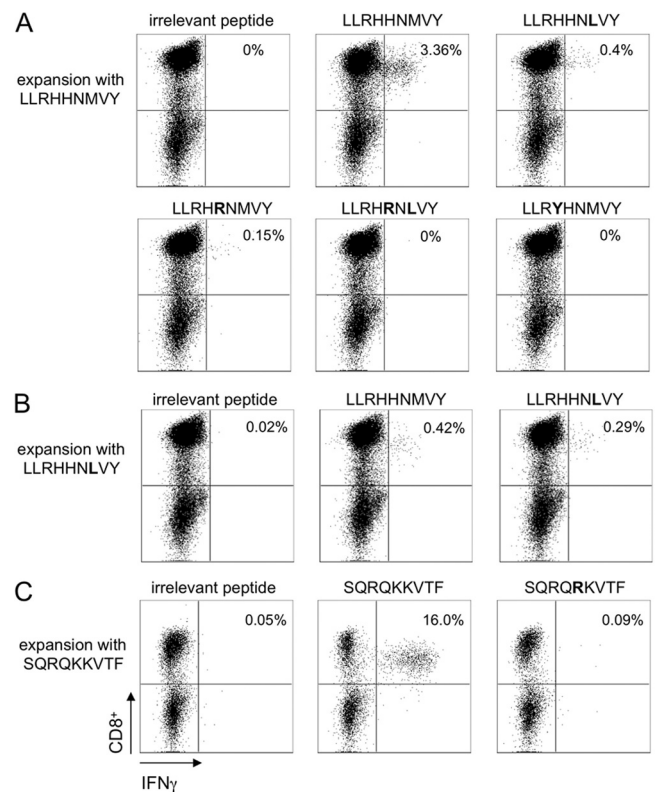 A
irrelevant peptide
LLRHHNMVY
LLRHHNLVY
expansion with
LLRHHNMVY
0%
3.36%
0.4%
LLRHRNMVY
LLRHRNLVY
LLRYHNMVY
0.15%
0%
0%
B
irrelevant peptide
LLRHHNMVY
LLRHHNLVY
expansion with
LLRHHNLVY
0.02%
0.42%
0.29%
C
irrelevant peptide
SQRQKKVTF
SQRQRKVTF
expansion with
SQRQKKVTF
0.05%
16.0%
0.09%
CD8+
IFNγ